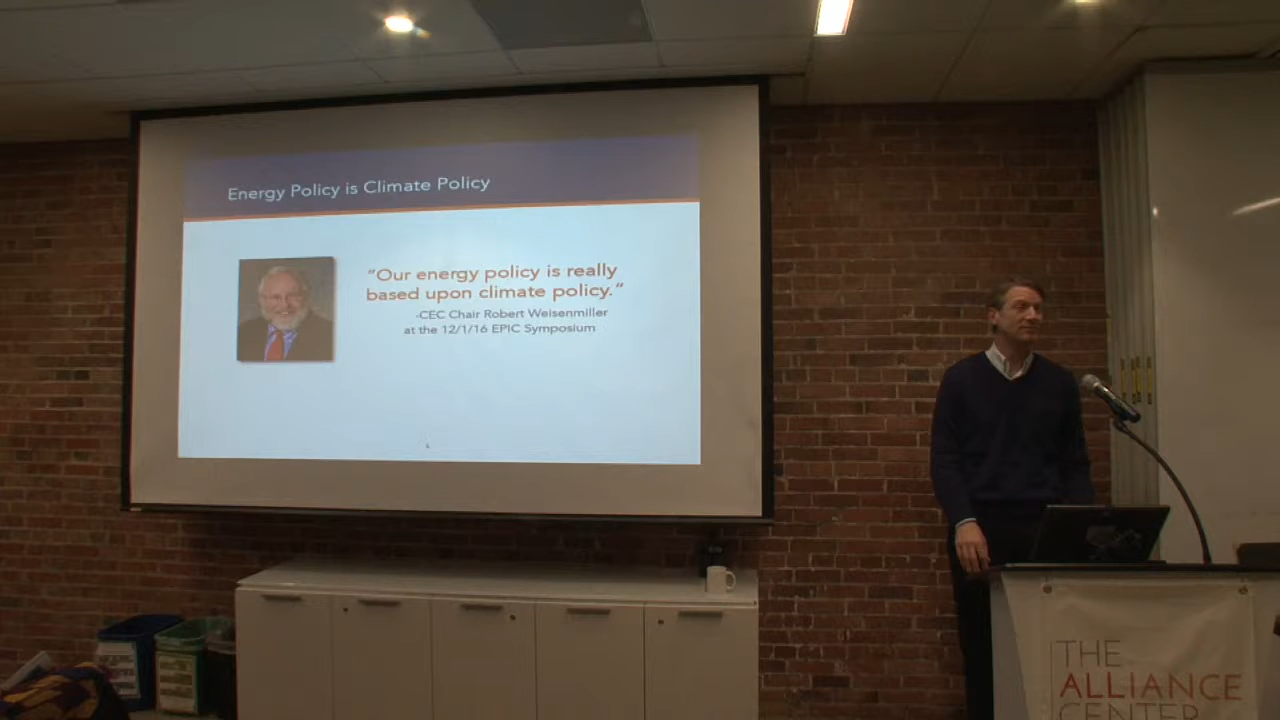 Energy Policy is Climate Policy
“Our energy policy is really
based upon climate policy.”
-CEC Chair Robert Weisenmiller
at the 12/1/16 EPIC Symposium
THE
ALLIANCE
CENTER